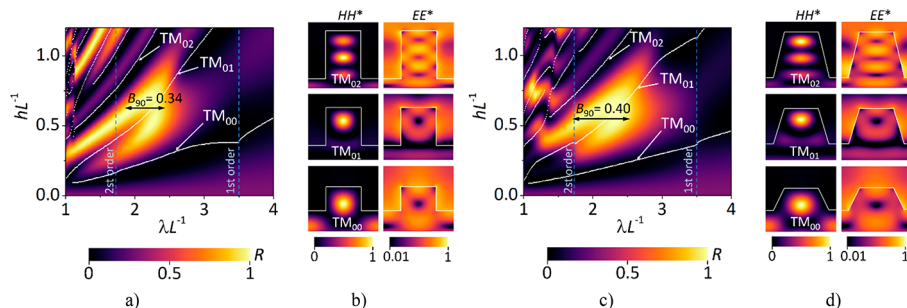 hL⁻¹
1.0
0.5
0.0
TM₀₂
TM₀₁
B₉₀= 0.34
TM₀₀
2nd order
1st order
1 2 3 4
λL⁻¹
0 0.5 1 R
a)
HH* EE*
TM₀₂
TM₀₁
TM₀₀
0 1 0.01 1
b)
hL⁻¹
1.0
0.5
0.0
TM₀₂
TM₀₁
B₉₀= 0.40
TM₀₀
2nd order
1st order
1 2 3 4
λL⁻¹
0 0.5 1 R
c)
HH* EE*
TM₀₂
TM₀₁
TM₀₀
0 1 0.01 1
d)